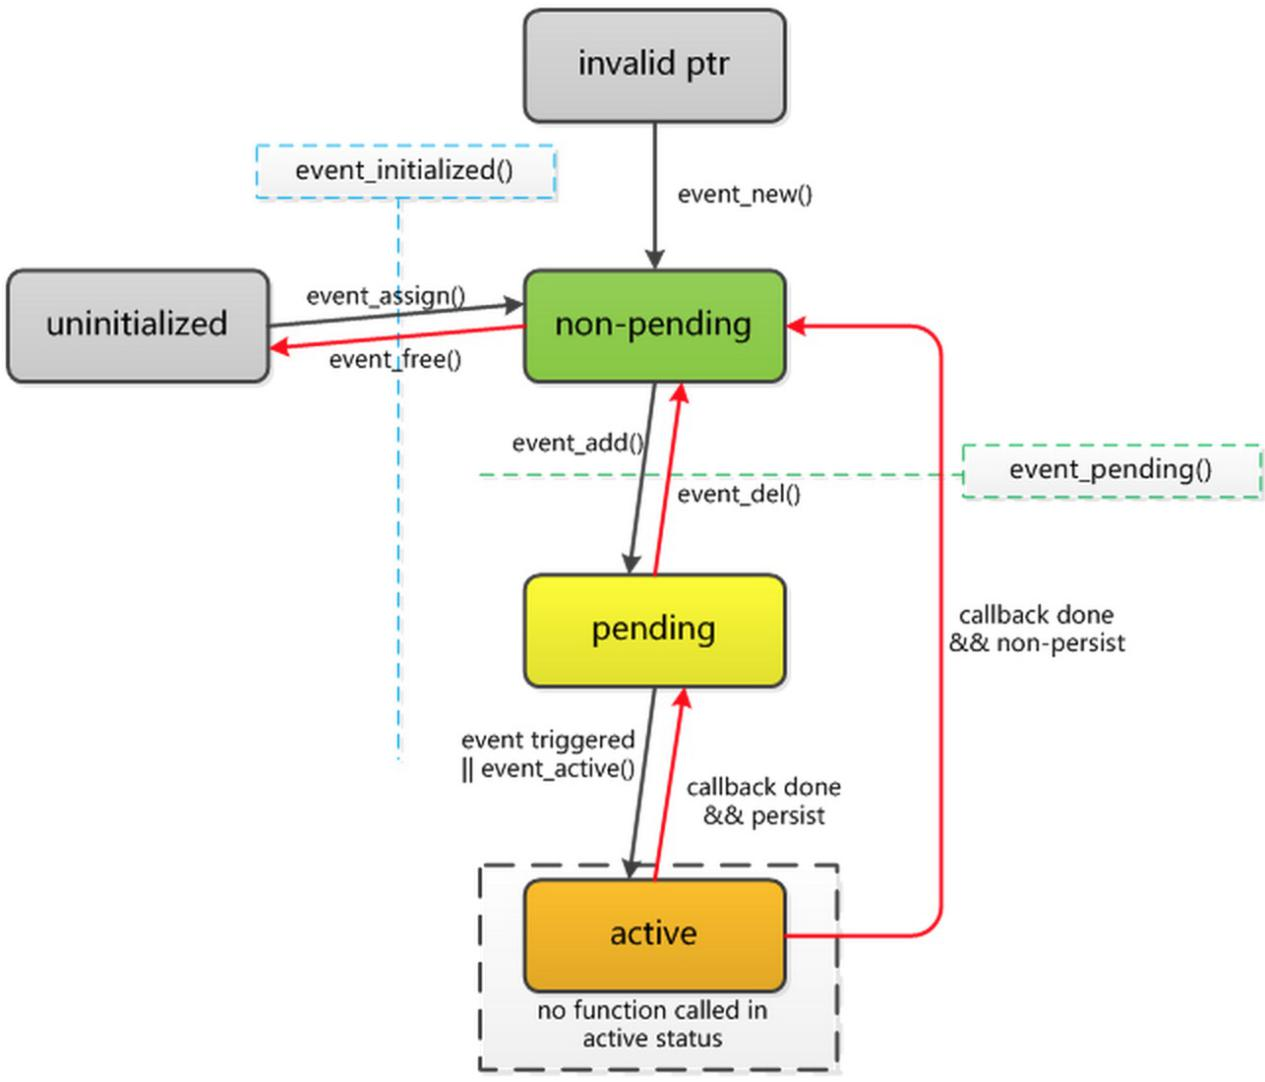 invalid ptr
event_initialized()
event_new()
event_assign()
uninitialized
non-pending
event_free()
event_add()
event_pending()
event_del()
pending
callback done
&& non-persist
event triggered
|| event_active()
callback done
&& persist
active
no function called in
active status